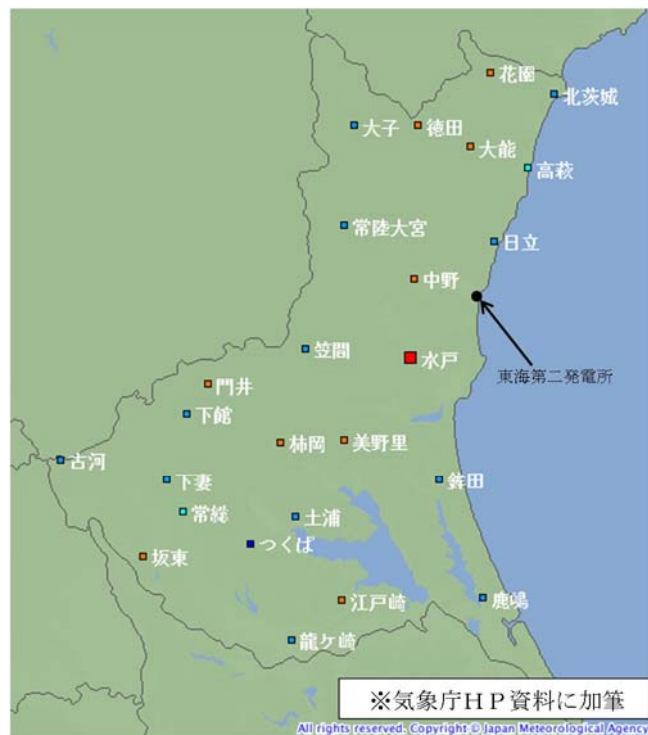 花園
北茨城
大子
徳田
大能
高萩
常陸大宮
日立
中野
笠間
水戸
東海第二発電所
門井
下館
柿岡
美野里
古河
下妻
鉾田
常総
土浦
つくば
坂東
江戸崎
鹿嶋
龍ケ崎
※気象庁HP資料に加筆
All rights reserved. Copyright © Japan Meteorological Agency